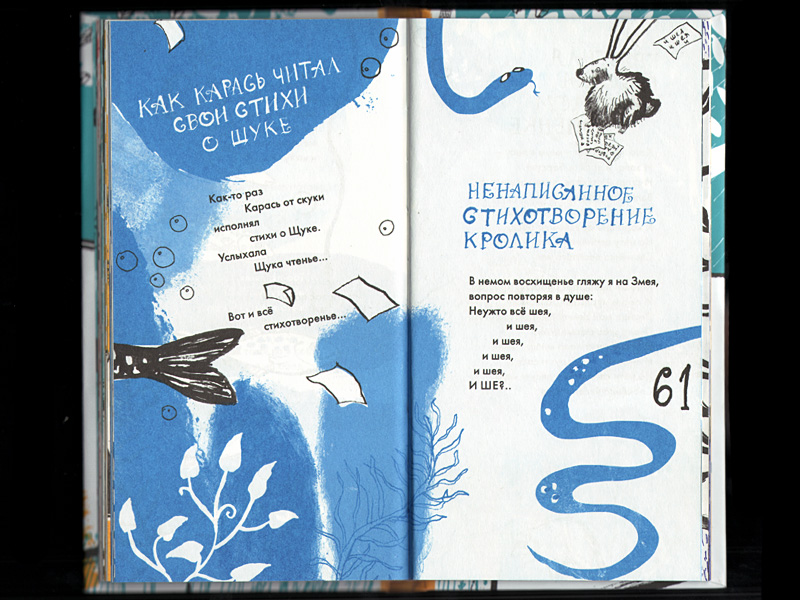 КАК КАРАСЬ ЧИТАЛ
СВОИ СТИХИ
О ЩУКЕ
Как-то раз
Карась от скуки
исполнял
стихи о Щуке.
Услыхала
Щука чтенье...
Вот и всё
стихотворенье...
И ШЕЯ
И ШЕЯ
НЕНАПИСАННОЕ
СТИХОТВОРЕНИЕ
КРОЛИКА
В немом восхищенье гляжу я на Змея,
вопрос повторяя в душе:
Неужто всё шея,
и шея,
и шея,
и шея,
и шея,
И ШЕ?..
61